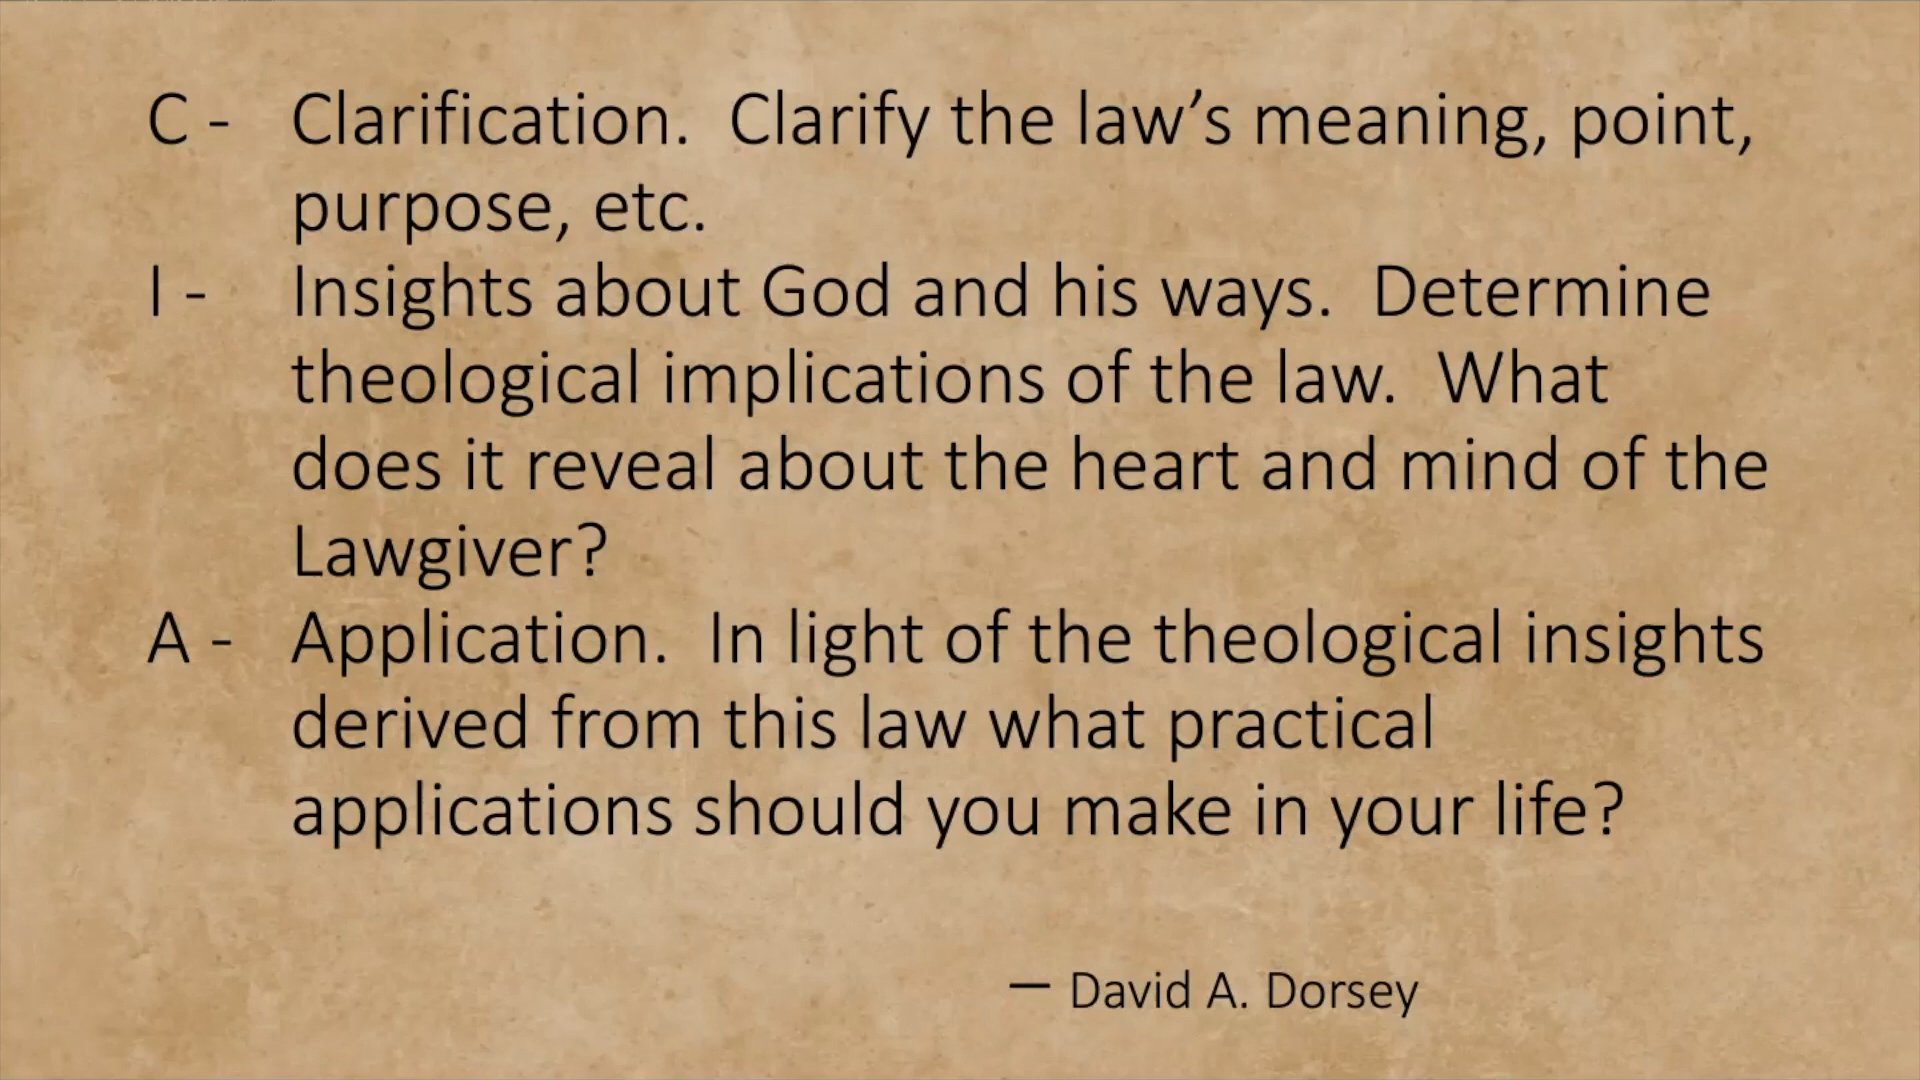 C - Clarification. Clarify the law’s meaning, point,
purpose, etc.
I - Insights about God and his ways. Determine
theological implications of the law. What
does it reveal about the heart and mind of the
Lawgiver?
A - Application. In light of the theological insights
derived from this law what practical
applications should you make in your life?
— David A. Dorsey